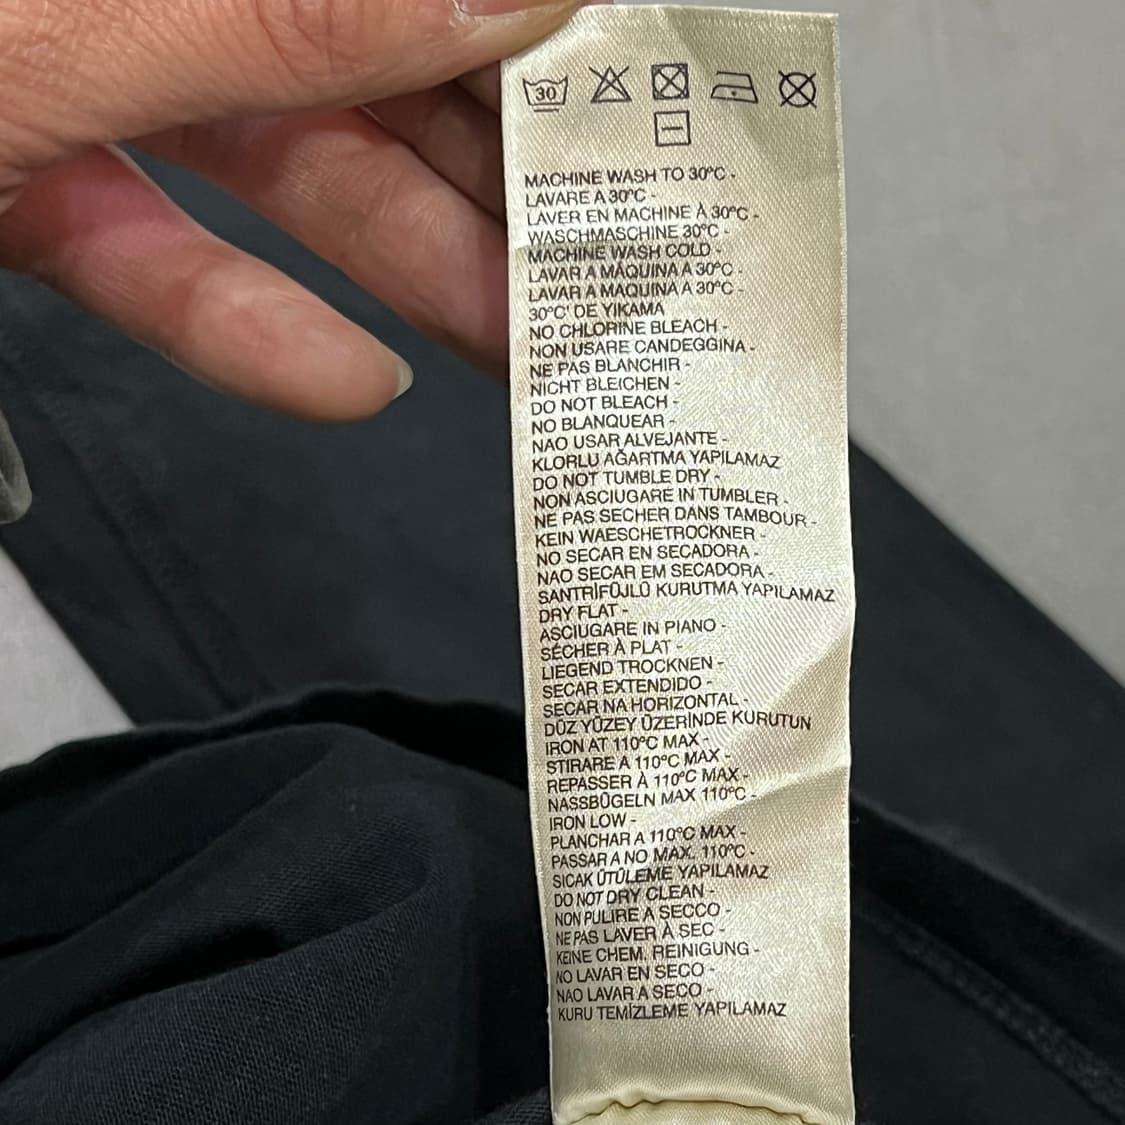 30
MACHINE WASH TO 30°C -
LAVARE A 30°C -
LAVER EN MACHINE À 30°C -
WASCHMASCHINE 30°C -
MACHINE WASH COLD -
LAVAR A MÁQUINA A 30°C -
LAVAR A MAQUINA A 30°C -
30°C' DE YIKAMA
NO CHLORINE BLEACH -
NON USARE CANDEGGINA -
NE PAS BLANCHIR -
NICHT BLEICHEN -
DO NOT BLEACH -
NO BLANQUEAR -
NAO USAR ALVEJANTE -
KLORLU AĞARTMA YAPILAMAZ
DO NOT TUMBLE DRY -
NON ASCIUGARE IN TUMBLER -
NE PAS SECHER DANS TAMBOUR -
KEIN WAESCHETROCKNER -
NO SECAR EN SECADORA -
NAO SECAR EM SECADORA -
SANTRİFÜJLÜ KURUTMA YAPILAMAZ
DRY FLAT -
ASCIUGARE IN PIANO -
SÉCHER À PLAT -
LIEGEND TROCKNEN -
SECAR EXTENDIDO -
SECAR NA HORIZONTAL -
DÜZ YÜZEY ÜZERİNDE KURUTUN
IRON AT 110°C MAX -
STIRARE A 110°C MAX -
REPASSER À 110°C MAX -
NASSBÜGELN MAX 110°C -
IRON LOW -
PLANCHAR A 110°C MAX -
PASSAR A NO MAX. 110°C -
SICAK ÜTÜLEME YAPILAMAZ
DO NOT DRY CLEAN -
NON PULIRE A SECCO -
NE PAS LAVER À SEC -
KEINE CHEM. REINIGUNG -
NO LAVAR EN SECO -
NAO LAVAR A SECO -
KURU TEMİZLEME YAPILAMAZ